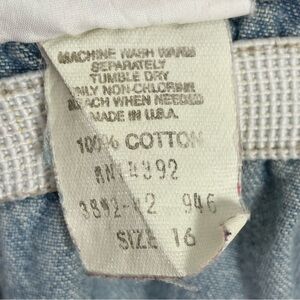 MACHINE WASH WARM
SEPARATELY
TUMBLE DRY
ONLY NON-CHLORINE
BLEACH WHEN NEEDED
MADE IN U.S.A.
100% COTTON
RN 14392
3892-42 946
SIZE 16